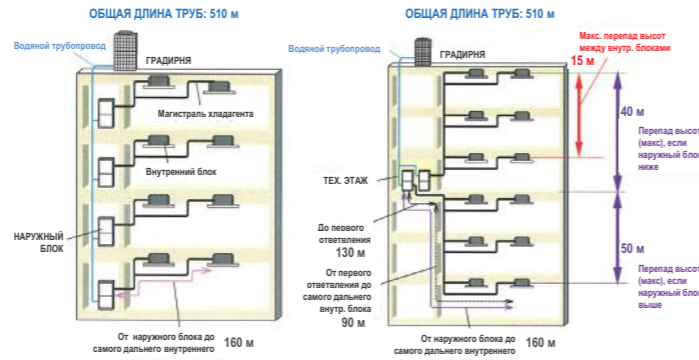 ОБЩАЯ ДЛИНА ТРУБ: 510 м
Водяной трубопровод
ГРАДИРНЯ
Магистраль хладагента
Внутренний блок
НАРУЖНЫЙ
БЛОК
От наружного блока до
самого дальнего внутреннего
160 м
ОБЩАЯ ДЛИНА ТРУБ: 510 м
Водяной трубопровод
ГРАДИРНЯ
Макс. перепад высот
между внутр. блоками
15 м
40 м
Перепад высот
(макс), если
наружный блок
ниже
ТЕХ. ЭТАЖ
До первого
ответвления
130 м
От первого
ответвления до
самого дальнего
внутр. блока
90 м
50 м
Перепад высот
(макс), если
наружный блок
выше
От наружного блока до
самого дальнего внутреннего
160 м